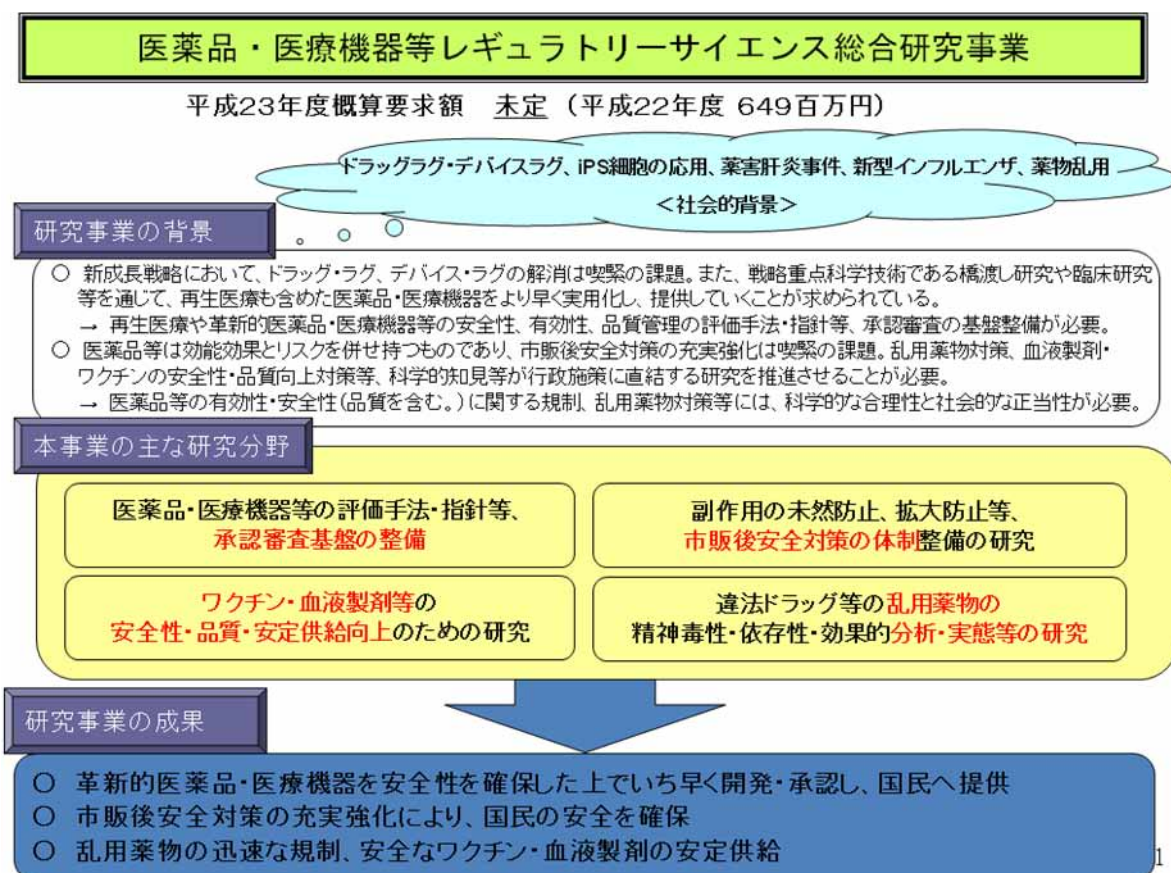 医薬品・医療機器等レギュラトリーサイエンス総合研究事業
平成23年度概算要求額　未定（平成22年度 649百万円）
ドラッグラグ・デバイスラグ、iPS細胞の応用、薬害肝炎事件、新型インフルエンザ、薬物乱用
＜社会的背景＞
研究事業の背景
○ 新成長戦略において、ドラッグ・ラグ、デバイス・ラグの解消は喫緊の課題。また、戦略重点科学技術である橋渡し研究や臨床研究
等を通じて、再生医療も含めた医薬品・医療機器をより早く実用化し、提供していくことが求められている。
→ 再生医療や革新的医薬品・医療機器等の安全性、有効性、品質管理の評価手法・指針等、承認審査の基盤整備が必要。
○ 医薬品等は効能効果とリスクを併せ持つものであり、市販後安全対策の充実強化は喫緊の課題。乱用薬物対策、血液製剤・
ワクチンの安全性・品質向上対策等、科学的知見等が行政施策に直結する研究を推進させることが必要。
→ 医薬品等の有効性・安全性（品質を含む。）に関する規制、乱用薬物対策等には、科学的な合理性と社会的な正当性が必要。
本事業の主な研究分野
医薬品・医療機器等の評価手法・指針等、
承認審査基盤の整備
副作用の未然防止、拡大防止等、
市販後安全対策の体制整備の研究
ワクチン・血液製剤等の
安全性・品質・安定供給向上のための研究
違法ドラッグ等の乱用薬物の
精神毒性・依存性・効果的分析・実態等の研究
研究事業の成果
○ 革新的医薬品・医療機器を安全性を確保した上でいち早く開発・承認し、国民へ提供
○ 市販後安全対策の充実強化により、国民の安全を確保
○ 乱用薬物の迅速な規制、安全なワクチン・血液製剤の安定供給
1